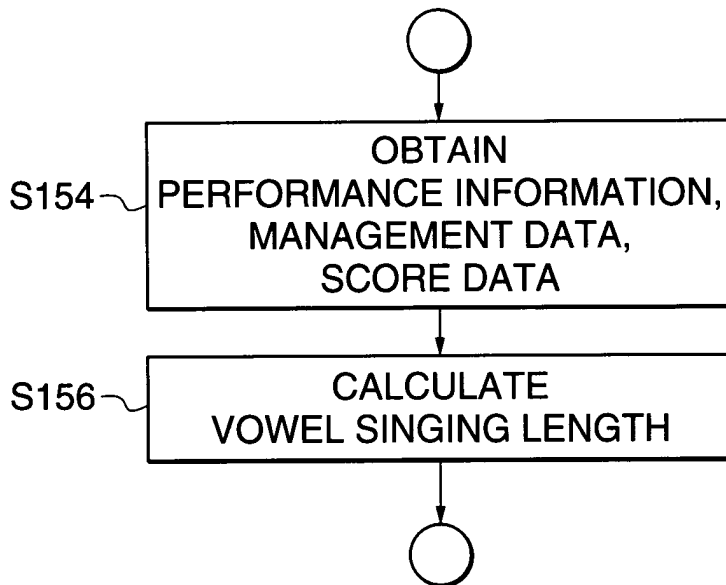 S154
OBTAIN
PERFORMANCE INFORMATION,
MANAGEMENT DATA,
SCORE DATA
S156
CALCULATE
VOWEL SINGING LENGTH